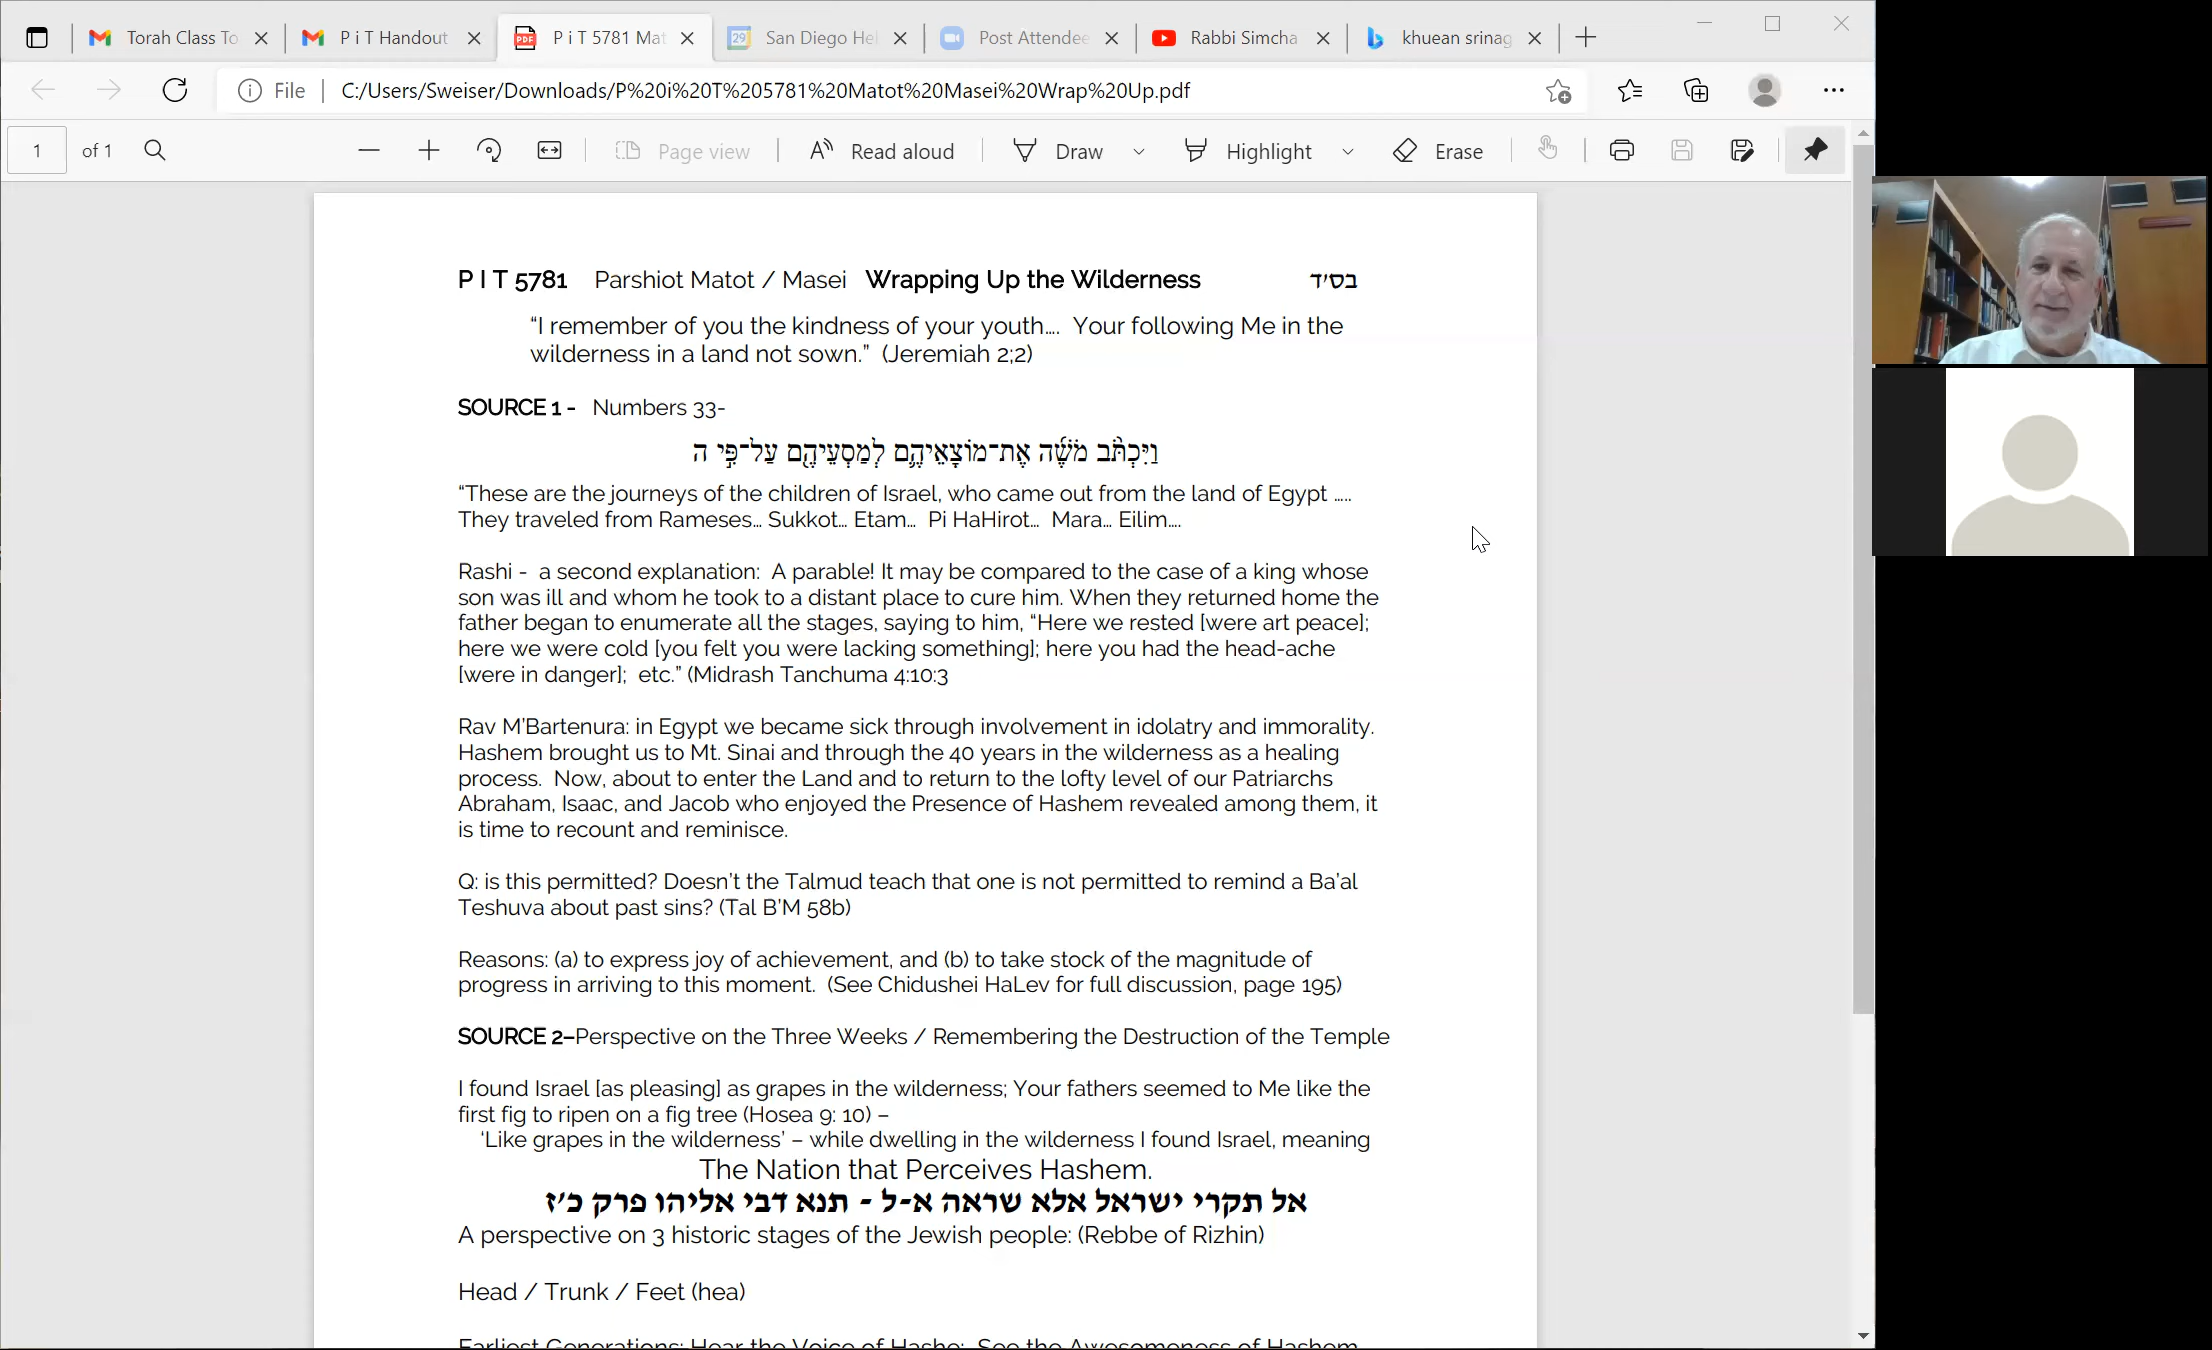 Torah Class To
P i T Handout
P i T 5781 Mat
San Diego Hel
Post Attendee
Rabbi Simcha
khuean srinag
File
C:/Users/Sweiser/Downloads/P%20i%20T%205781%20Matot%20Masei%20Wrap%20Up.pdf
1 of 1
Page view
Read aloud
Draw
Highlight
Erase
P I T 5781 Parshiot Matot / Masei Wrapping Up the Wilderness בס'ד
“I remember of you the kindness of your youth.... Your following Me in the
wilderness in a land not sown.” (Jeremiah 2;2)
SOURCE 1 - Numbers 33-
וַיִּכְתֹּ֨ב מֹשֶׁ֜ה אֶת־מוֹצָאֵיהֶ֛ם לְמַסְעֵיהֶ֖ם עַל־פִּ֣י ה
“These are the journeys of the children of Israel, who came out from the land of Egypt .....
They traveled from Rameses... Sukkot... Etam... Pi HaHirot... Mara... Eilim....
Rashi - a second explanation: A parable! It may be compared to the case of a king whose
son was ill and whom he took to a distant place to cure him. When they returned home the
father began to enumerate all the stages, saying to him, “Here we rested [were art peace];
here we were cold [you felt you were lacking something]; here you had the head-ache
[were in danger]; etc.” (Midrash Tanchuma 4:10:3
Rav M’Bartenura: in Egypt we became sick through involvement in idolatry and immorality.
Hashem brought us to Mt. Sinai and through the 40 years in the wilderness as a healing
process. Now, about to enter the Land and to return to the lofty level of our Patriarchs
Abraham, Isaac, and Jacob who enjoyed the Presence of Hashem revealed among them, it
is time to recount and reminisce.
Q: is this permitted? Doesn’t the Talmud teach that one is not permitted to remind a Ba’al
Teshuva about past sins? (Tal B’M 58b)
Reasons: (a) to express joy of achievement, and (b) to take stock of the magnitude of
progress in arriving to this moment. (See Chidushei HaLev for full discussion, page 195)
SOURCE 2–Perspective on the Three Weeks / Remembering the Destruction of the Temple
I found Israel [as pleasing] as grapes in the wilderness; Your fathers seemed to Me like the
first fig to ripen on a fig tree (Hosea 9: 10) –
‘Like grapes in the wilderness’ – while dwelling in the wilderness I found Israel, meaning
The Nation that Perceives Hashem.
אל תקרי ישראל אלא שראה א-ל - תנא דבי אליהו פרק כ'ז
A perspective on 3 historic stages of the Jewish people: (Rebbe of Rizhin)
Head / Trunk / Feet (hea)
Earliest Generations: Hear the Voice of Hashe; See the Awesomeness of Hashem